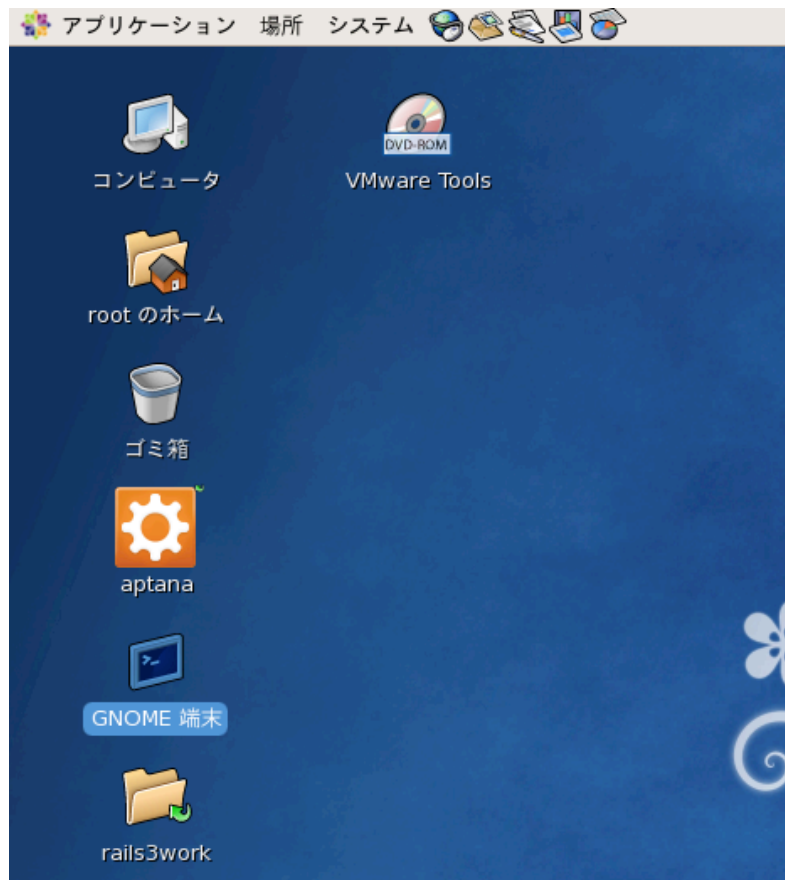 アプリケーション 場所 システム
コンピュータ
DVD-ROM
VMware Tools
root のホーム
ゴミ箱
aptana
>-
GNOME 端末
rails3work